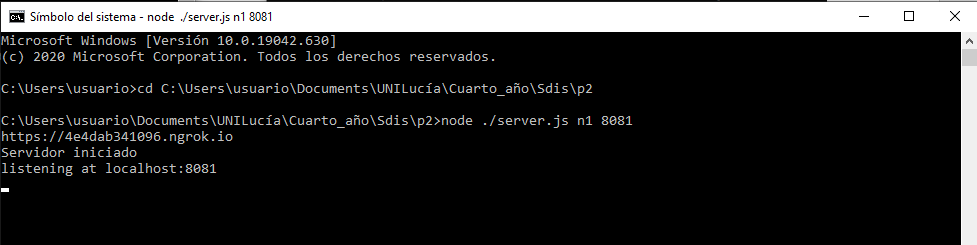 Símbolo del sistema - node ./server.js n1 8081
Microsoft Windows [Versión 10.0.19042.630]
(c) 2020 Microsoft Corporation. Todos los derechos reservados.
C:\Users\usuario>cd C:\Users\usuario\Documents\UNILucía\Cuarto_año\Sdis\p2
C:\Users\usuario\Documents\UNILucía\Cuarto_año\Sdis\p2>node ./server.js n1 8081
https://4e4dab341096.ngrok.io
Servidor iniciado
listening at localhost:8081